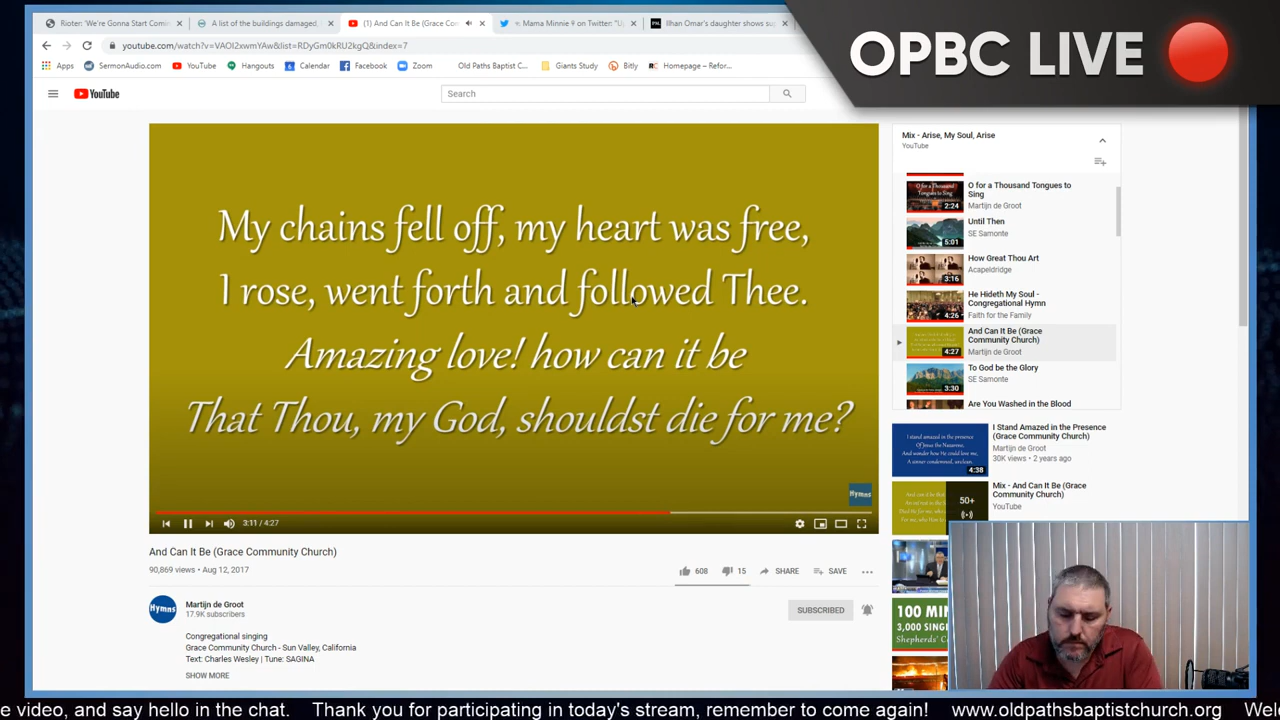 Rioter: 'We're Gonna Start Comin
A list of the buildings damaged,
(1) And Can It Be (Grace Com
Mama Minnie on Twitter: "U
Ilhan Omar's daughter shows su
youtube.com/watch?v=VAOI2xwmYAw&list=RDyGm0kRU2kgQ&index=7
OPBC LIVE
Apps SermonAudio.com YouTube Hangouts Calendar Facebook Zoom Old Paths Baptist C... Giants Study Bitly Homepage – Refor...
YouTube
Search
My chains fell off, my heart was free,
I rose, went forth and followed Thee.
Amazing love! how can it be
That Thou, my God, shouldst die for me?
Hymns
3:11 / 4:27
And Can It Be (Grace Community Church)
90,869 views • Aug 12, 2017
608 15 SHARE SAVE
Hymns
Martijn de Groot
17.9K subscribers
SUBSCRIBED
Congregational singing
Grace Community Church - Sun Valley, California
Text: Charles Wesley | Tune: SAGINA
SHOW MORE
Mix - Arise, My Soul, Arise
YouTube
O for a Thousand Tongues to
Sing
Martijn de Groot
2:24
Until Then
SE Samonte
5:01
How Great Thou Art
Acapeldridge
3:16
He Hideth My Soul -
Congregational Hymn
Faith for the Family
4:26
And Can It Be (Grace
Community Church)
Martijn de Groot
4:27
To God be the Glory
SE Samonte
3:30
Are You Washed in the Blood
I Stand Amazed in the Presence
(Grace Community Church)
Martijn de Groot
30K views • 2 years ago
4:38
Mix - And Can It Be (Grace
Community Church)
YouTube
50+
100 MIN
3,000 SINGI
Shepherds' C
e video, and say hello in the chat. Thank you for participating in today's stream, remember to come again! www.oldpathsbaptistchurch.org Wel